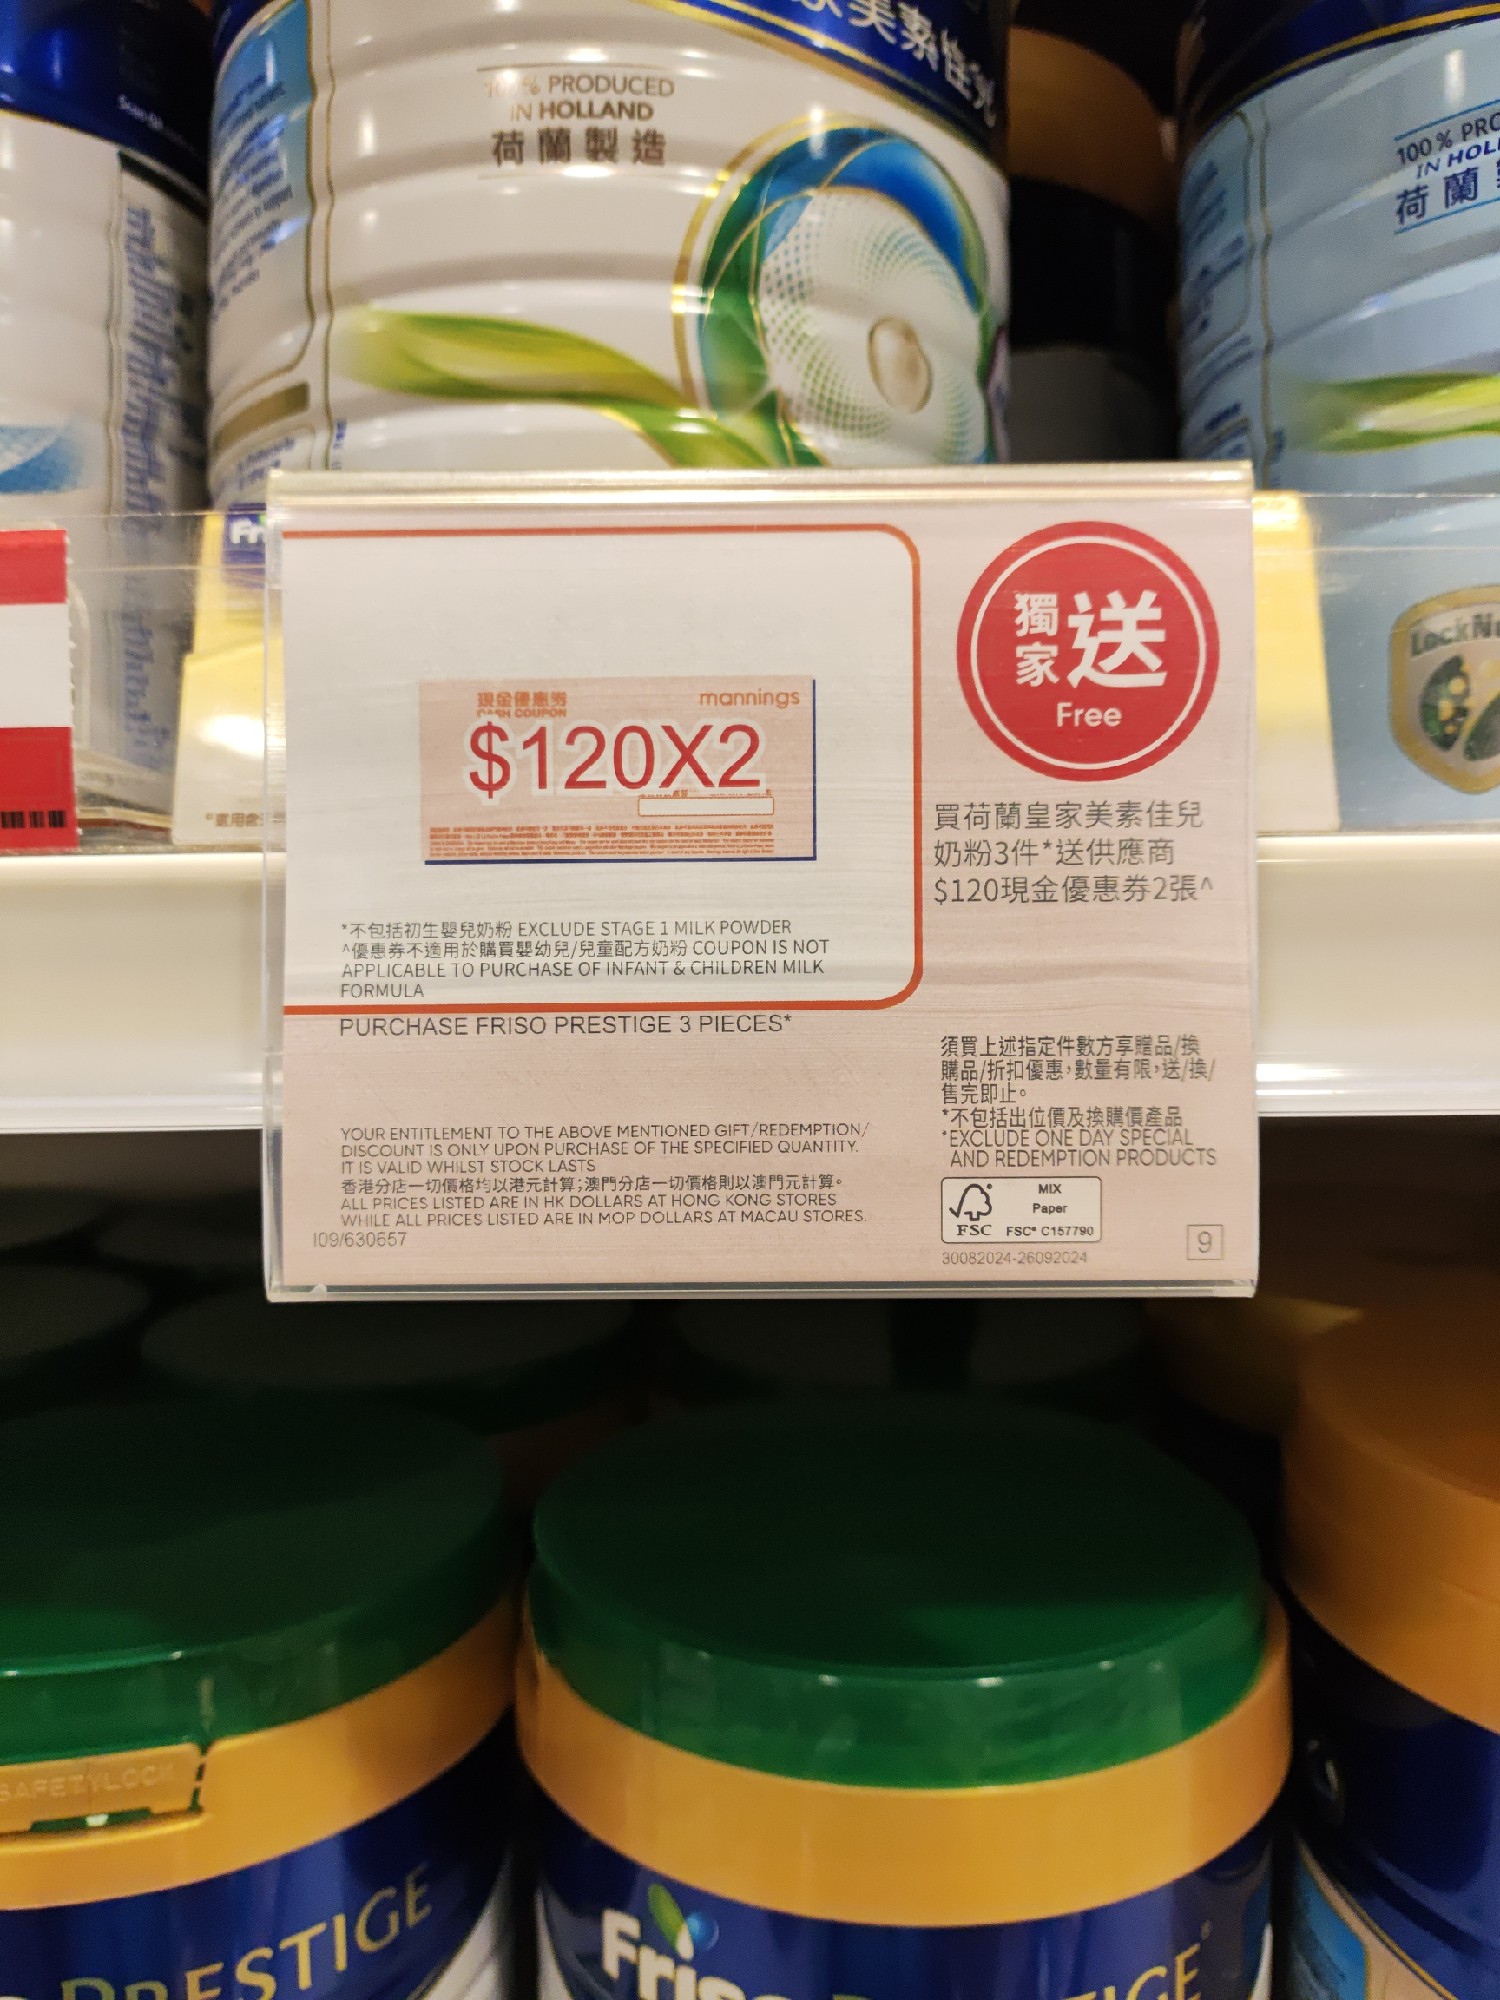 美素佳兒
100% PRODUCED
IN HOLLAND
荷蘭製造
100% PRO
IN HOL
荷蘭
現金優惠券
CASH COUPON
mannings
$120X2
獨家送
Free
買荷蘭皇家美素佳兒
奶粉3件*送供應商
$120現金優惠券2張^
*不包括初生嬰兒奶粉 EXCLUDE STAGE 1 MILK POWDER
^優惠券不適用於購買嬰幼兒/兒童配方奶粉 COUPON IS NOT
APPLICABLE TO PURCHASE OF INFANT & CHILDREN MILK
FORMULA
PURCHASE FRISO PRESTIGE 3 PIECES*
須買上述指定件數方享贈品/換
購品/折扣優惠，數量有限，送/換/
售完即止。
*不包括出位價及換購價產品
*EXCLUDE ONE DAY SPECIAL
AND REDEMPTION PRODUCTS
YOUR ENTITLEMENT TO THE ABOVE MENTIONED GIFT/REDEMPTION/
DISCOUNT IS ONLY UPON PURCHASE OF THE SPECIFIED QUANTITY.
IT IS VALID WHILST STOCK LASTS
香港分店一切價格均以港元計算；澳門分店一切價格則以澳門元計算。
ALL PRICES LISTED ARE IN HK DOLLARS AT HONG KONG STORES
WHILE ALL PRICES LISTED ARE IN MOP DOLLARS AT MACAU STORES.
I09/630657
FSC
MIX
Paper
FSC® C157790
30082024-26092024
9
LockN
SAFETYLOCK
PRESTIGE
Friso